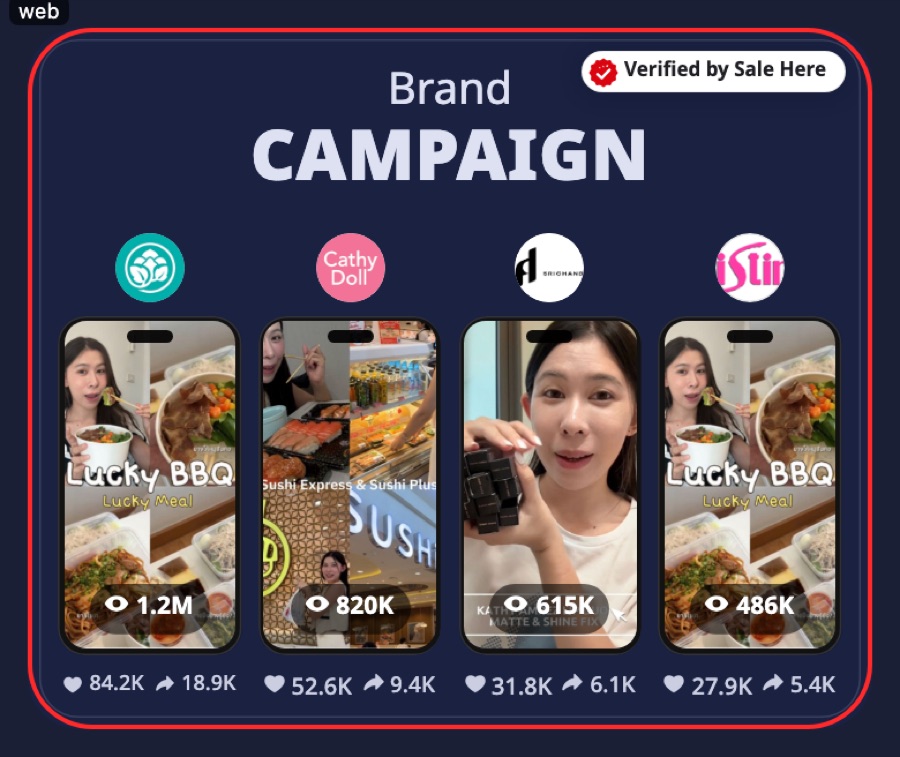 web
Verified by Sale Here
Brand
CAMPAIGN
Cathy
Doll
SRICHAND
iStin
Lucky BBQ
Lucky Meal
1.2M
Sushi Express & Sushi Plus
SUSH
820K
MATTE & SHINE FIX
615K
Lucky BBQ
Lucky Meal
486K
84.2K
18.9K
52.6K
9.4K
31.8K
6.1K
27.9K
5.4K